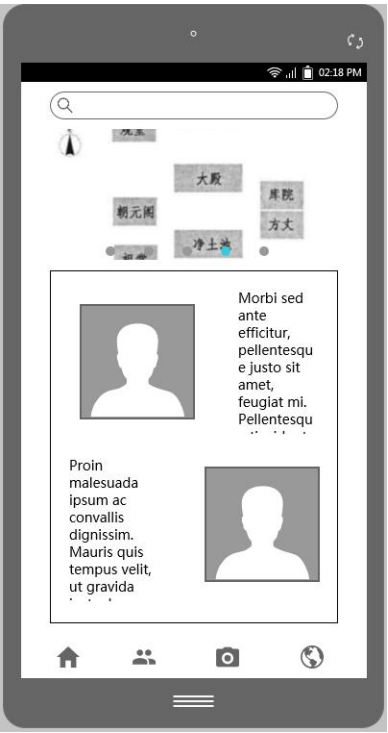 02:18 PM
大殿
库院
朝元阁
方丈
净土池
Morbi sed
ante
efficitur,
pellentesqu
e justo sit
amet,
feugiat mi.
Pellentesqu
Proin
malesuada
ipsum ac
convallis
dignissim.
Mauris quis
tempus velit,
ut gravida